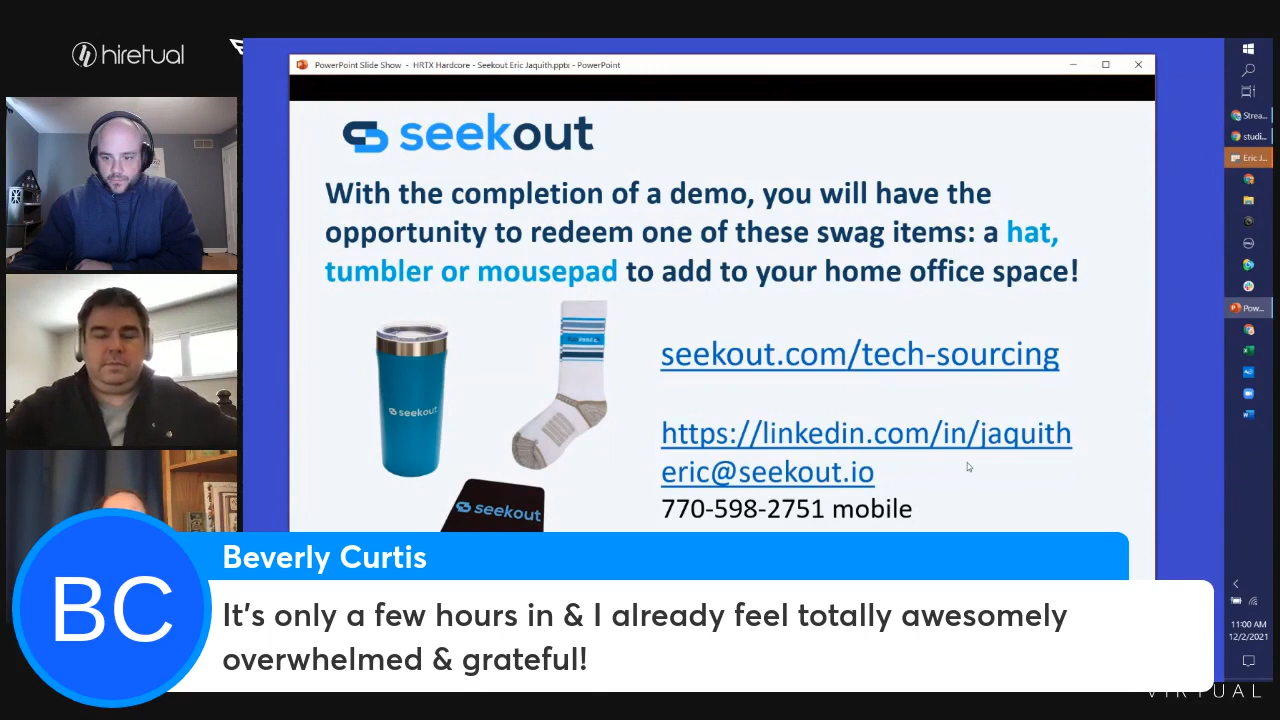 hiretual
PowerPoint Slide Show - HRTX Hardcore - Seekout Eric Jaquith.pptx - PowerPoint
seekout
With the completion of a demo, you will have the
opportunity to redeem one of these swag items: a hat,
tumbler or mousepad to add to your home office space!
seekout
seekout.com/tech-sourcing
https://linkedin.com/in/jaquith
eric@seekout.io
770-598-2751 mobile
seekout
Strea...
studi...
Eric J...
Pow...
11:00 AM
12/2/2021
BC
Beverly Curtis
It's only a few hours in & I already feel totally awesomely
overwhelmed & grateful!
VIRTUAL